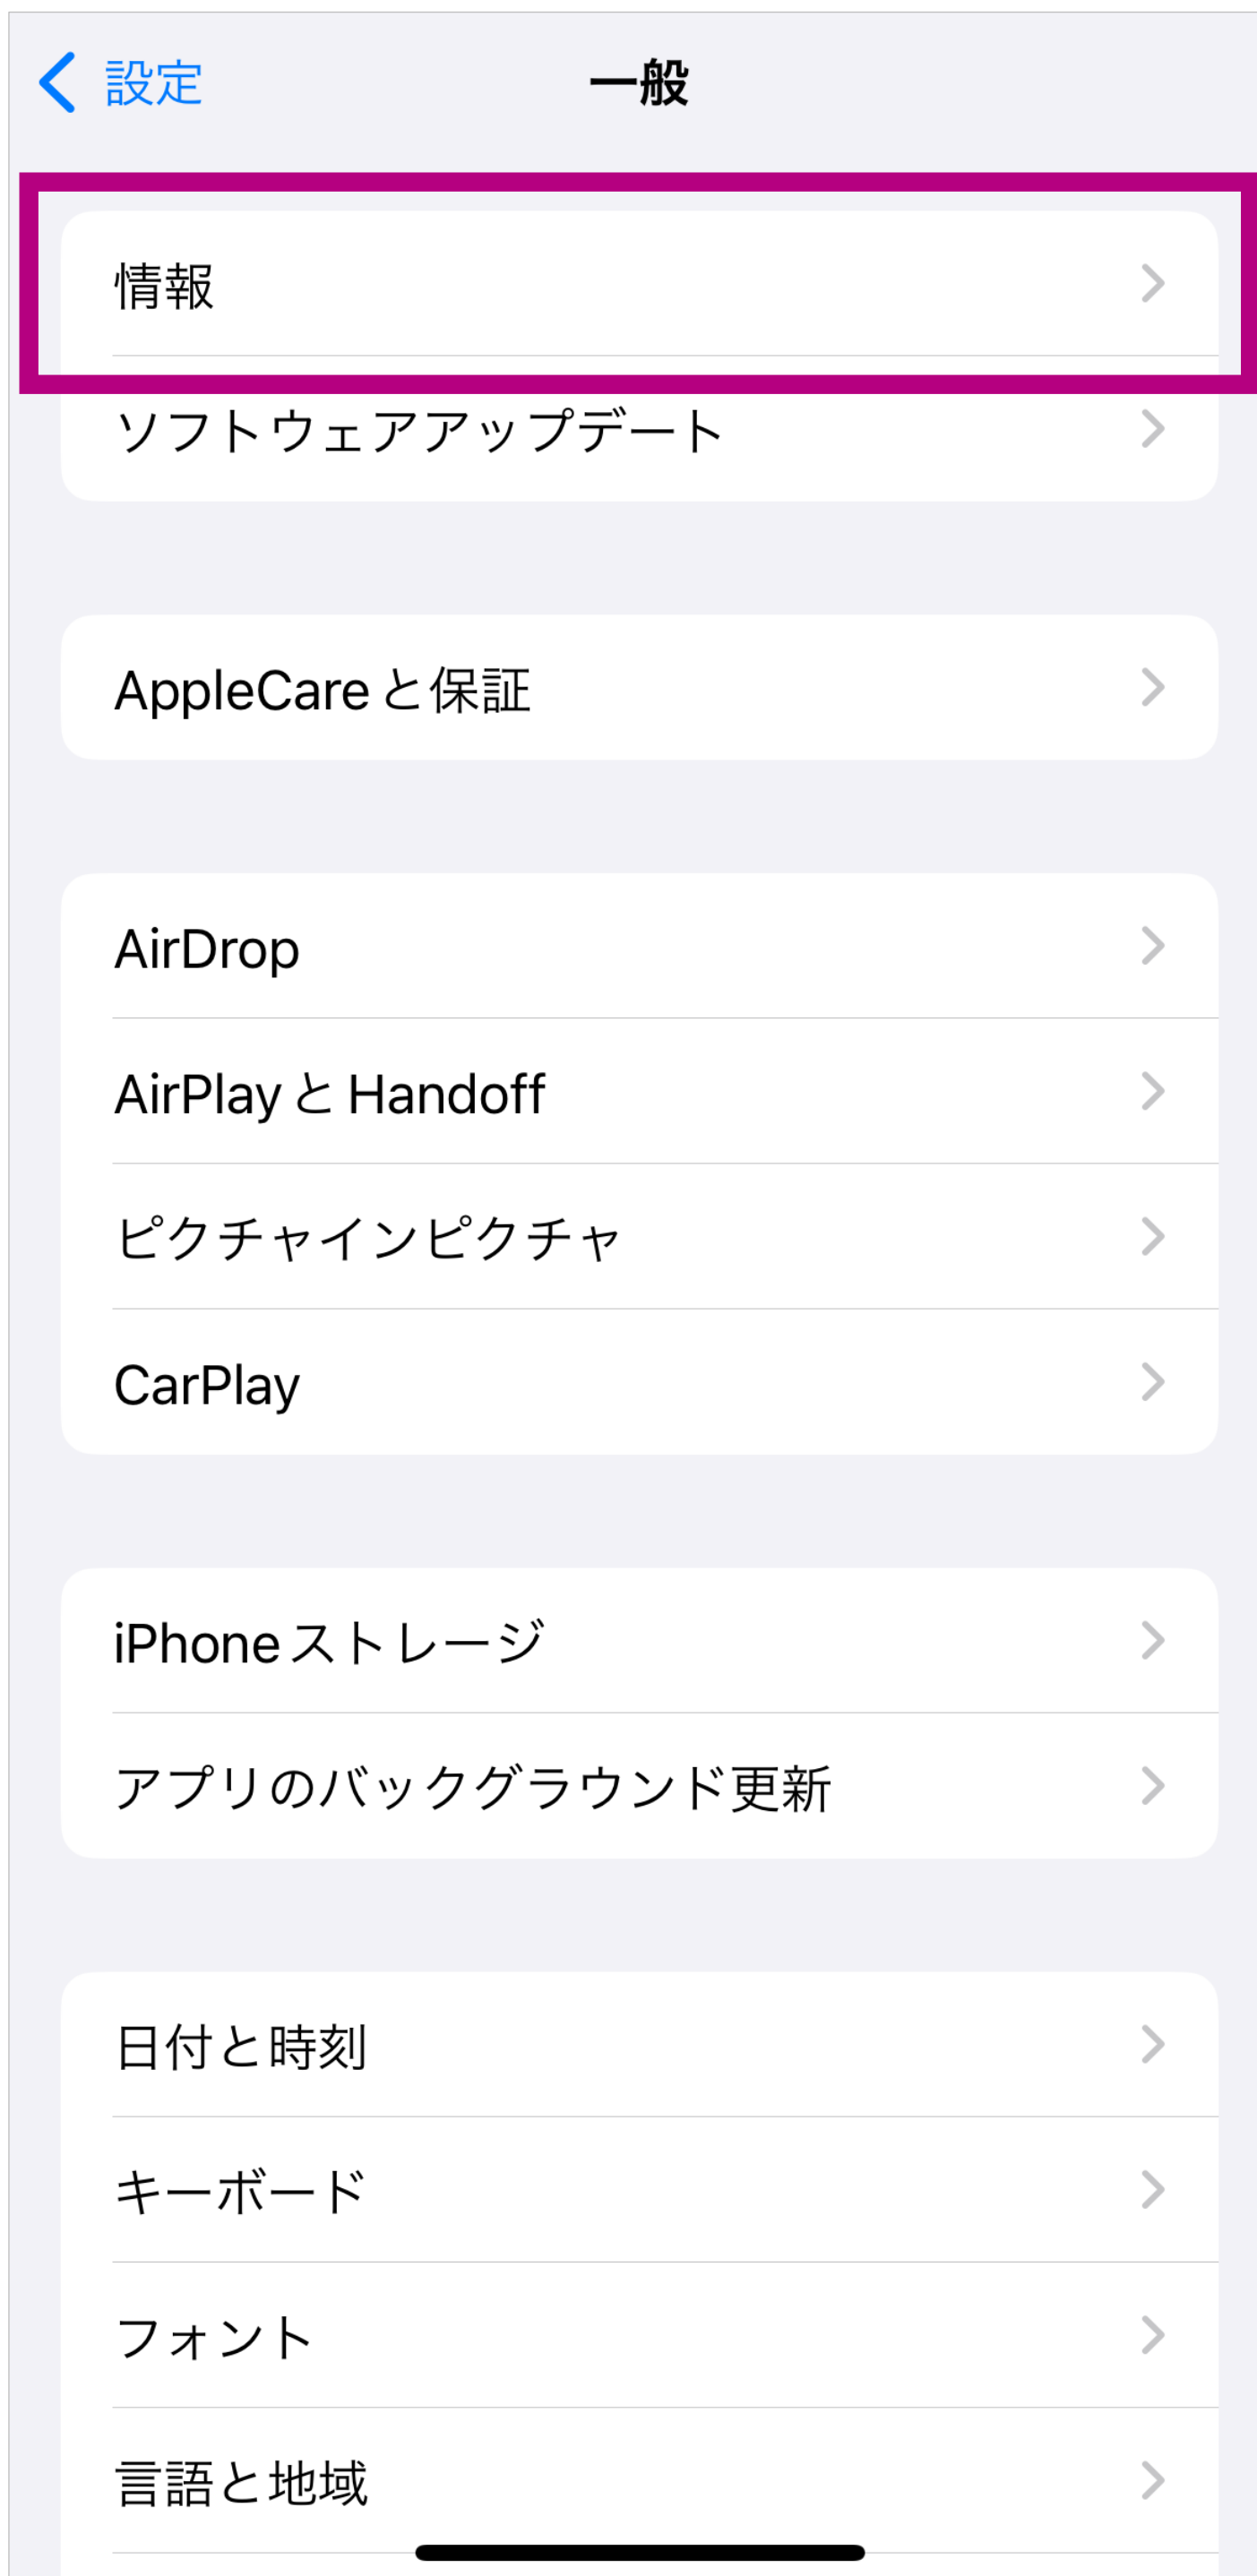 設定
一般
情報
ソフトウェアアップデート
AppleCareと保証
AirDrop
AirPlayとHandoff
ピクチャインピクチャ
CarPlay
iPhoneストレージ
アプリのバックグラウンド更新
日付と時刻
キーボード
フォント
言語と地域